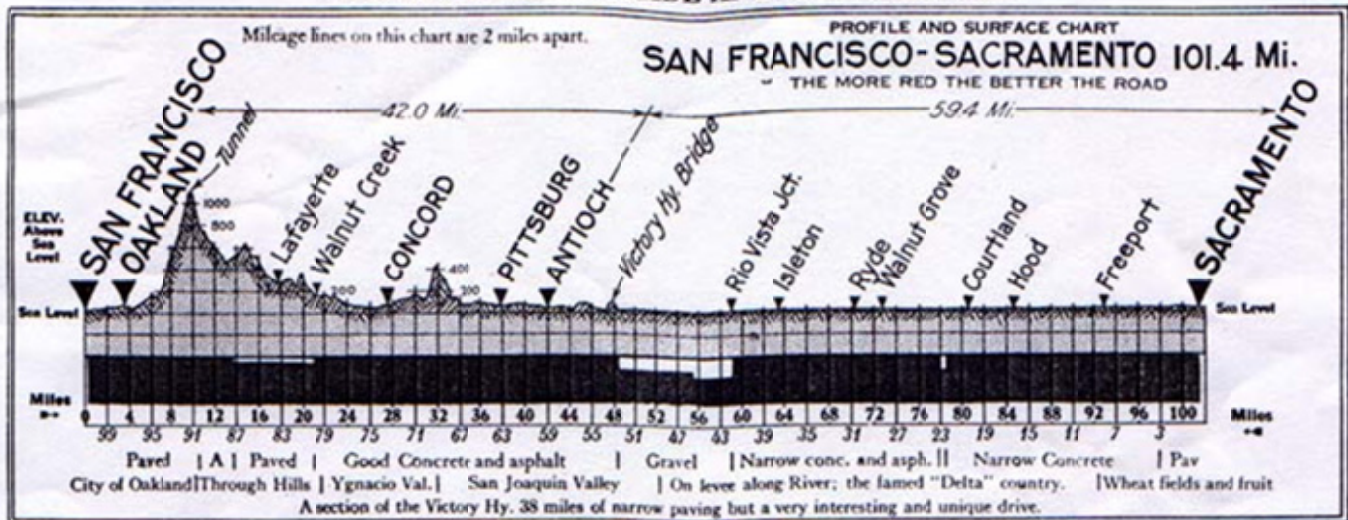 Mileage lines on this chart are 2 miles apart.
PROFILE AND SURFACE CHART
SAN FRANCISCO-SACRAMENTO 101.4 Mi.
THE MORE RED THE BETTER THE ROAD
42.0 Mi.
59.4 Mi.
SAN FRANCISCO
OAKLAND
Tunnel
Lafayette
Walnut Creek
CONCORD
PITTSBURG
ANTIOCH
Victory Hy. Bridge
Rio Vista Jct.
Isleton
Ryde
Walnut Grove
Courtland
Hood
Freeport
SACRAMENTO
ELEV.
Above
Sea
Level
1000
800
200
401
Sea Level
Sea Level
Miles 0 4 8 12 16 20 24 28 32 36 40 44 48 52 56 60 64 68 72 76 80 84 88 92 96 100 Miles
99 95 91 87 83 79 75 71 67 63 59 55 51 47 43 39 35 31 27 23 19 15 11 7 3
Paved | A | Paved | Good Concrete and asphalt | Gravel | Narrow conc. and asph. || Narrow Concrete | Pav
City of Oakland | Through Hills | Ygnacio Val. | San Joaquin Valley | On levee along River; the famed "Delta" country. | Wheat fields and fruit
A section of the Victory Hy. 38 miles of narrow paving but a very interesting and unique drive.